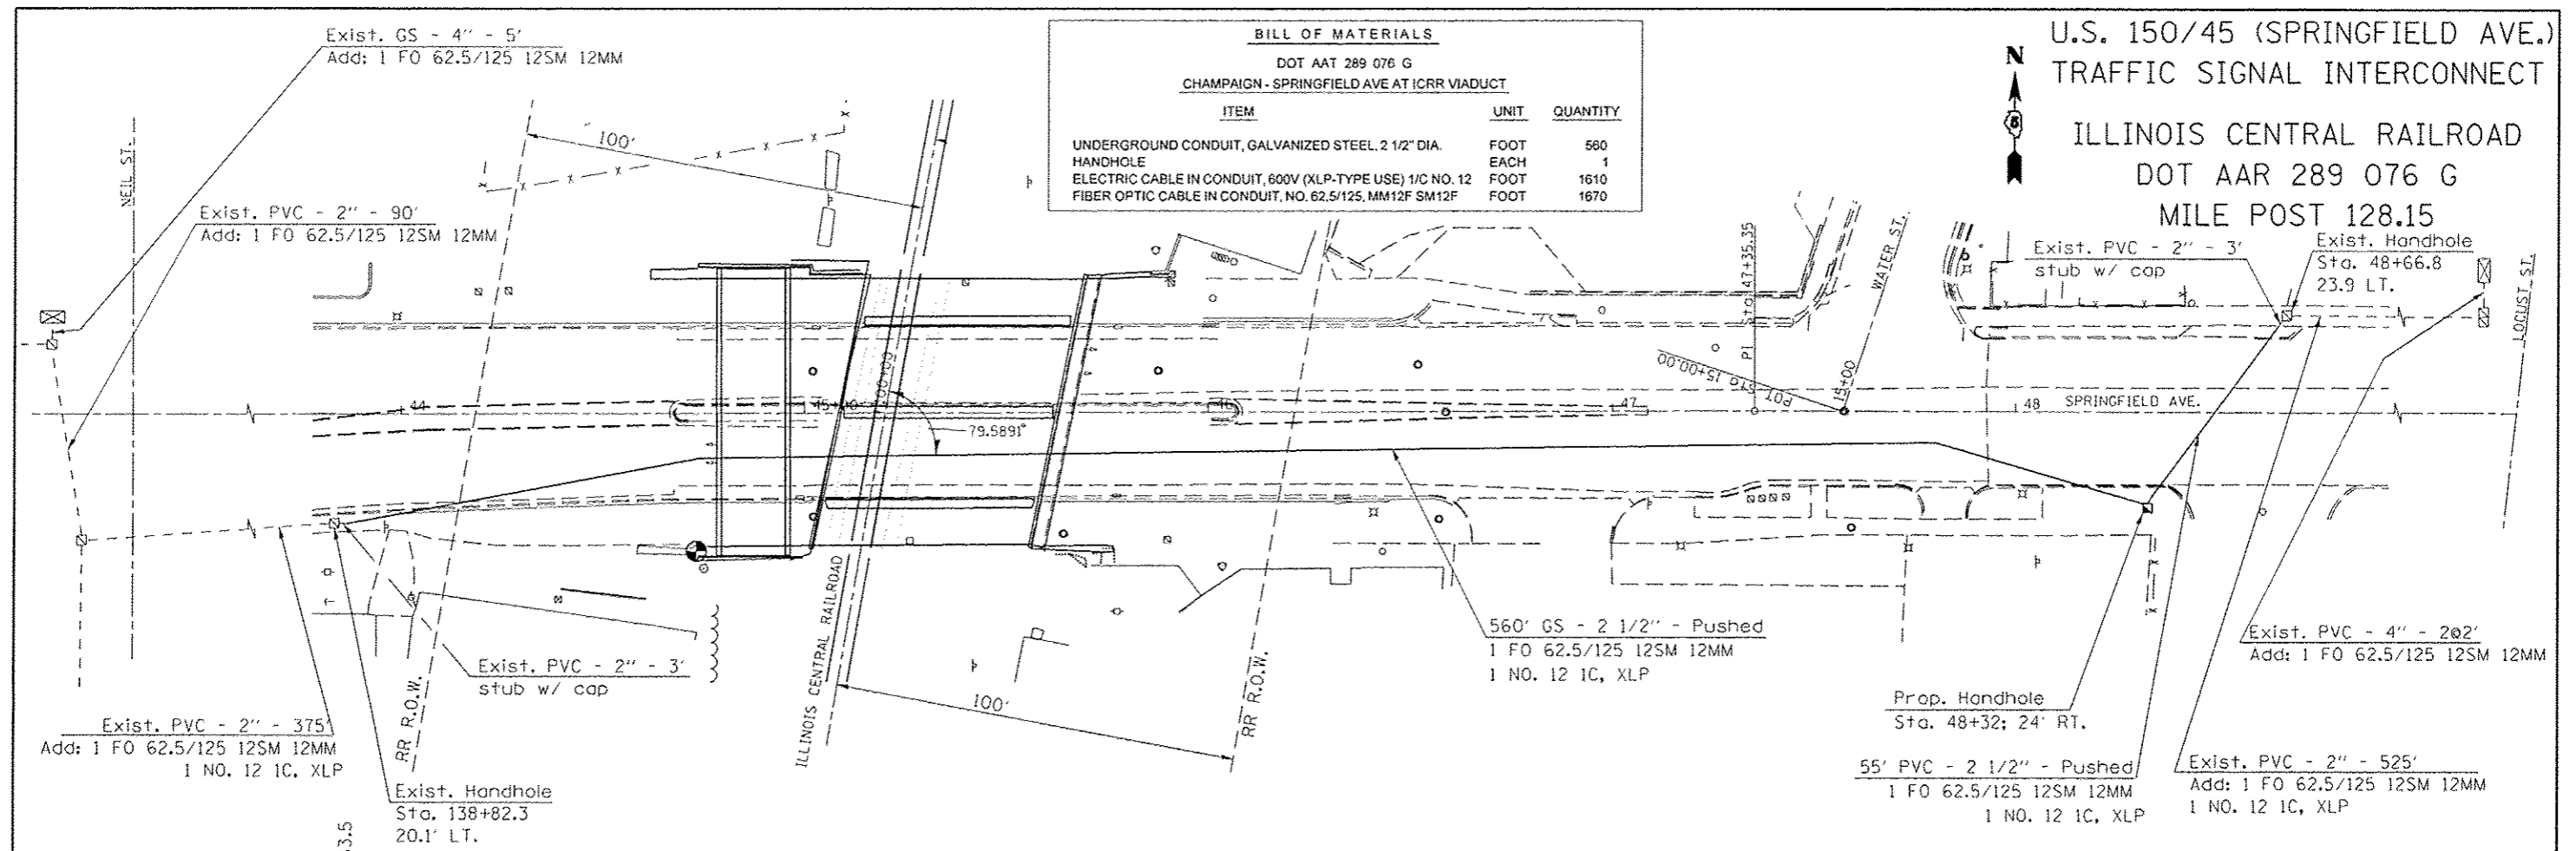 Exist. GS - 4" - 5'
Add: 1 FO 62.5/125 12SM 12MM
BILL OF MATERIALS
DOT AAT 289 076 G
CHAMPAIGN - SPRINGFIELD AVE AT ICRR VIADUCT
ITEM UNIT QUANTITY
UNDERGROUND CONDUIT, GALVANIZED STEEL, 2 1/2" DIA. FOOT 560
HANDHOLE EACH 1
ELECTRIC CABLE IN CONDUIT, 600V (XLP-TYPE USE) 1/C NO. 12 FOOT 1610
FIBER OPTIC CABLE IN CONDUIT, NO. 62.5/125, MM12F SM12F FOOT 1670
N
U.S. 150/45 (SPRINGFIELD AVE.)
TRAFFIC SIGNAL INTERCONNECT
ILLINOIS CENTRAL RAILROAD
DOT AAR 289 076 G
MILE POST 128.15
NEIL ST.
100'
Exist. PVC - 2" - 90'
Add: 1 FO 62.5/125 12SM 12MM
PI Sta 47+35.35
WATER ST.
Exist. PVC - 2" - 3'
stub w/ cap
Exist. Handhole
Sta. 48+66.8
23.9 LT.
LOCUST ST.
POT Sta 15+00.00
15+00
44
46
47
48 SPRINGFIELD AVE.
79.5891°
ILLINOIS CENTRAL RAILROAD
RR R.O.W.
RR R.O.W.
100'
Exist. PVC - 2" - 3'
stub w/ cap
560' GS - 2 1/2" - Pushed
1 FO 62.5/125 12SM 12MM
1 NO. 12 1C, XLP
Exist. PVC - 4" - 202'
Add: 1 FO 62.5/125 12SM 12MM
Prop. Handhole
Sta. 48+32; 24' RT.
Exist. PVC - 2" - 375'
Add: 1 FO 62.5/125 12SM 12MM
1 NO. 12 1C, XLP
Exist. Handhole
Sta. 138+82.3
20.1' LT.
55' PVC - 2 1/2" - Pushed
1 FO 62.5/125 12SM 12MM
1 NO. 12 1C, XLP
Exist. PVC - 2" - 525'
Add: 1 FO 62.5/125 12SM 12MM
1 NO. 12 1C, XLP